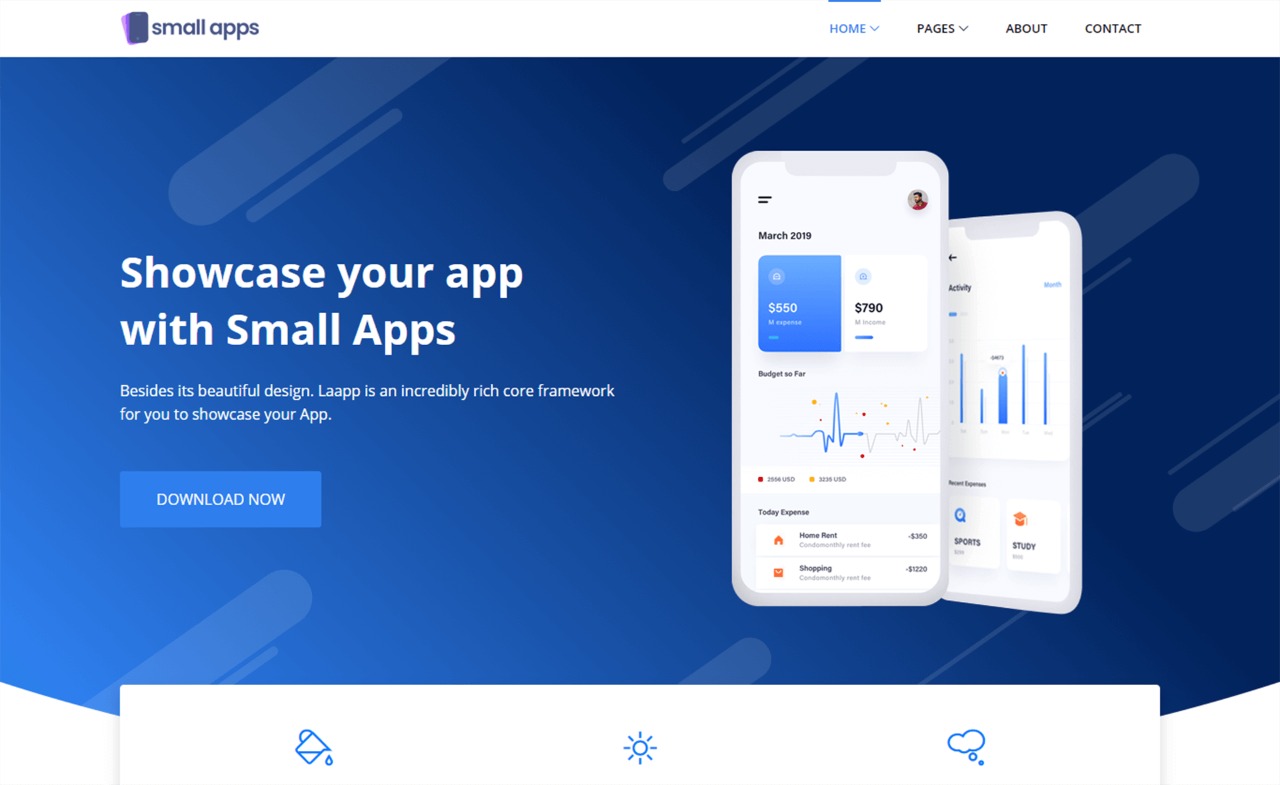 small apps
HOME
PAGES
ABOUT
CONTACT
Showcase your app
with Small Apps
Besides its beautiful design. Laapp is an incredibly rich core framework
for you to showcase your App.
DOWNLOAD NOW
March 2019
$550
M expense
$790
M Income
Budget so Far
2556 USD
3235 USD
Today Expense
Home Rent
-$350
Condomonthly rent fee
Shopping
-$1220
Condomonthly rent fee
Activity
Month
Recent Expenses
SPORTS
STUDY